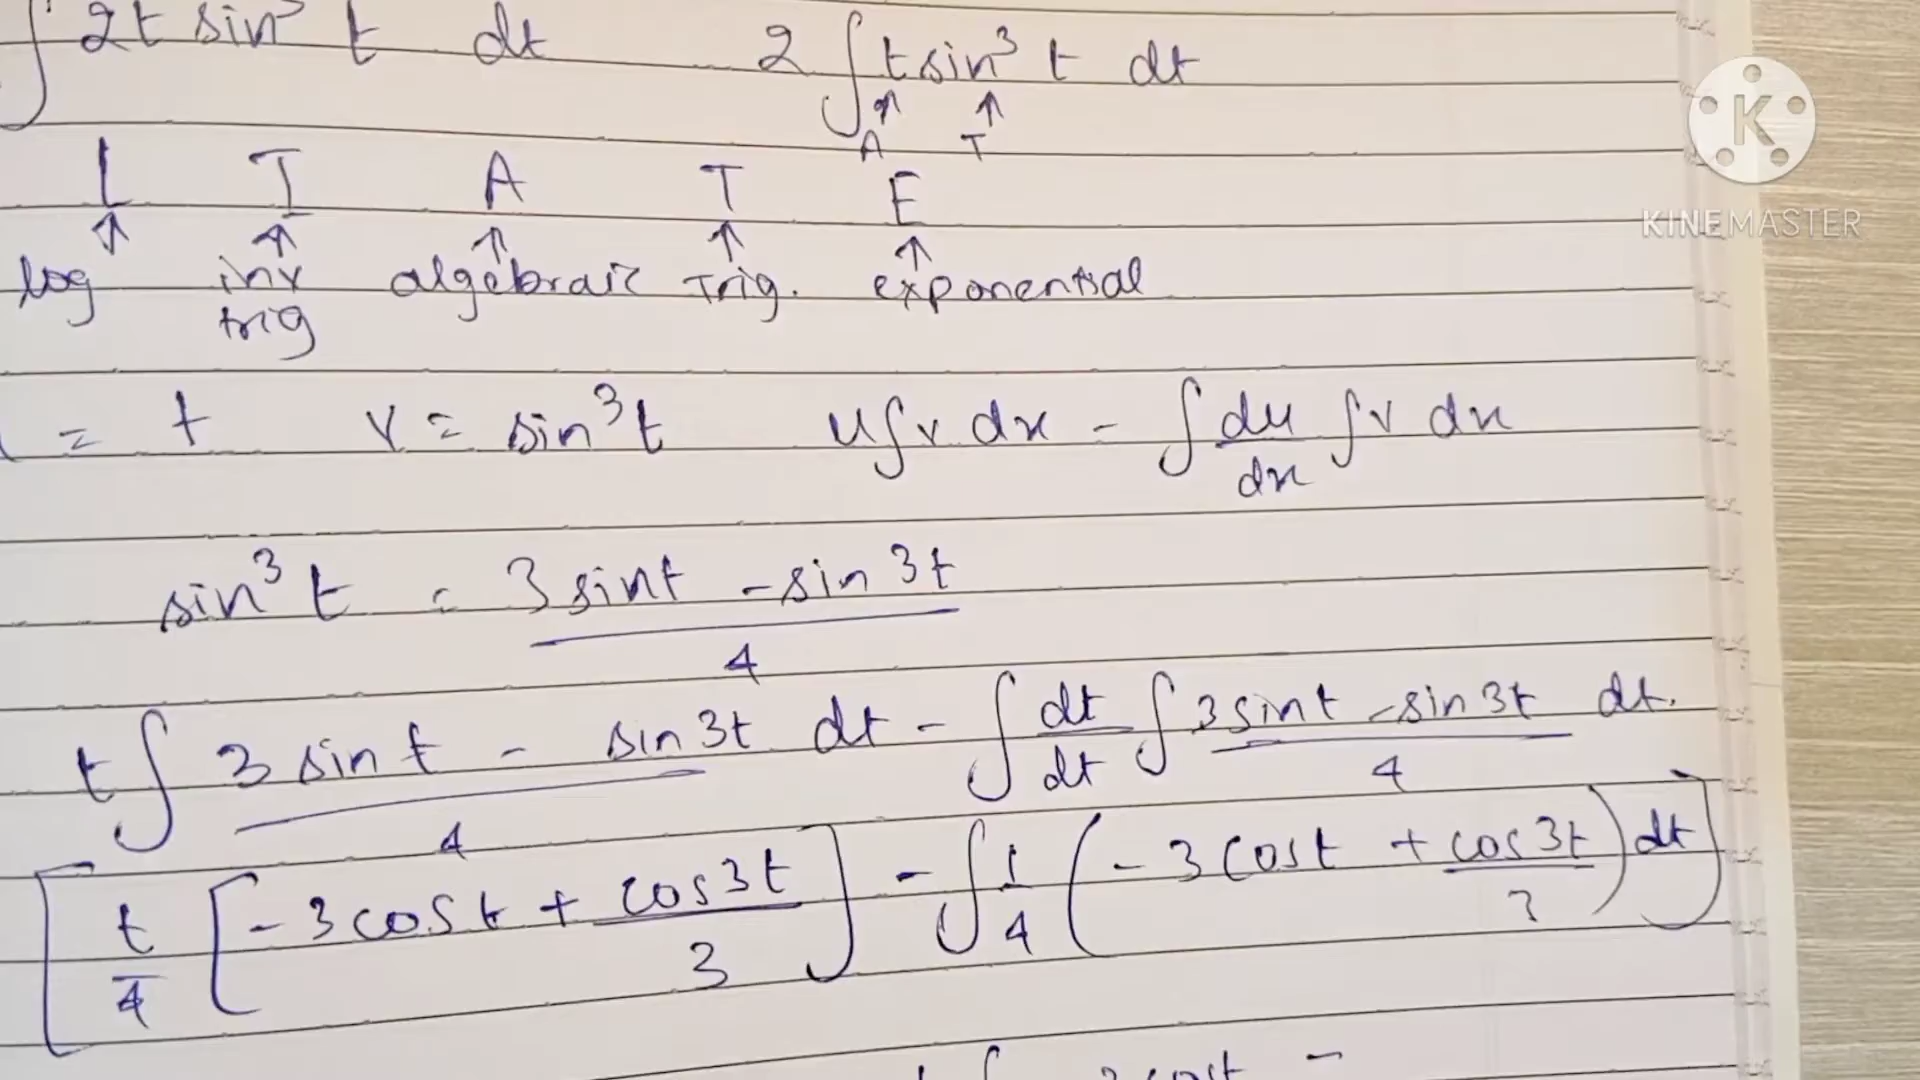 ∫ 2t sin³ t dt 2 ∫ t sin³ t dt
A T
L I A T E
log inv trig algebraic Trig. exponential
= t v = sin³t u∫v dx - ∫ du/dx ∫v dx
sin³ t = (3 sint - sin 3t)/4
t ∫ (3 sin t - sin 3t)/4 dt - ∫ dt/dt ∫ (3 sint - sin 3t)/4 dt.
[ t/4 [ -3 cos t + cos 3t/3 ] - ∫ 1/4 ( -3 cost + cos 3t/3 ) dt ]
K
KINEMASTER